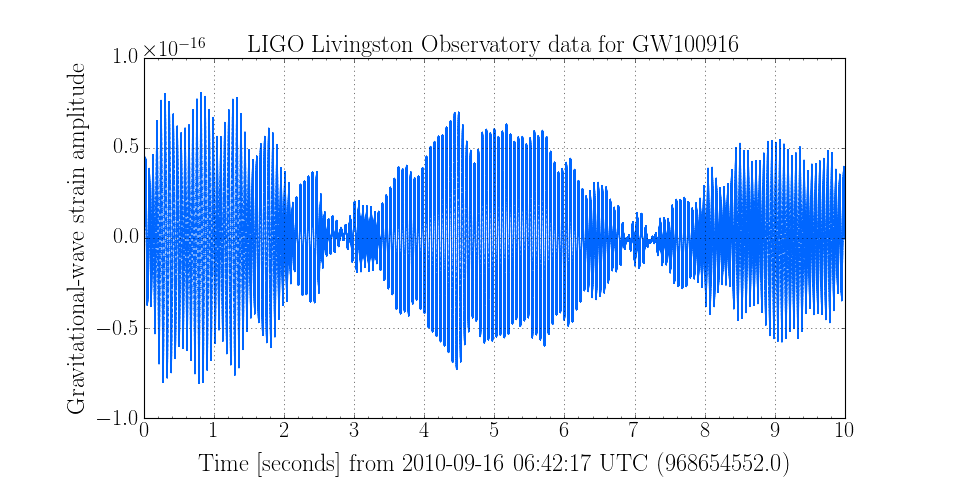 ×10−16
LIGO Livingston Observatory data for GW100916
Gravitational-wave strain amplitude
1.0
0.5
0.0
−0.5
−1.0
0 1 2 3 4 5 6 7 8 9 10
Time [seconds] from 2010-09-16 06:42:17 UTC (968654552.0)